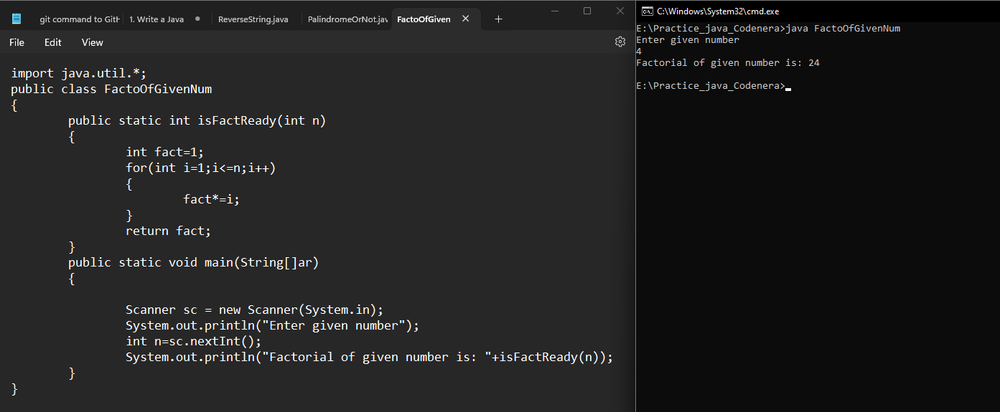 git command to GitH
1. Write a Java
ReverseString.java
PalindromeOrNot.jav
FactoOfGiven
File
Edit
View
import java.util.*;
public class FactoOfGivenNum
{
public static int isFactReady(int n)
{
int fact=1;
for(int i=1;i<=n;i++)
{
fact*=i;
}
return fact;
}
public static void main(String[]ar)
{
Scanner sc = new Scanner(System.in);
System.out.println("Enter given number");
int n=sc.nextInt();
System.out.println("Factorial of given number is: "+isFactReady(n));
}
}
C:\Windows\System32\cmd.exe
E:\Practice_java_Codenera>java FactoOfGivenNum
Enter given number
4
Factorial of given number is: 24
E:\Practice_java_Codenera>